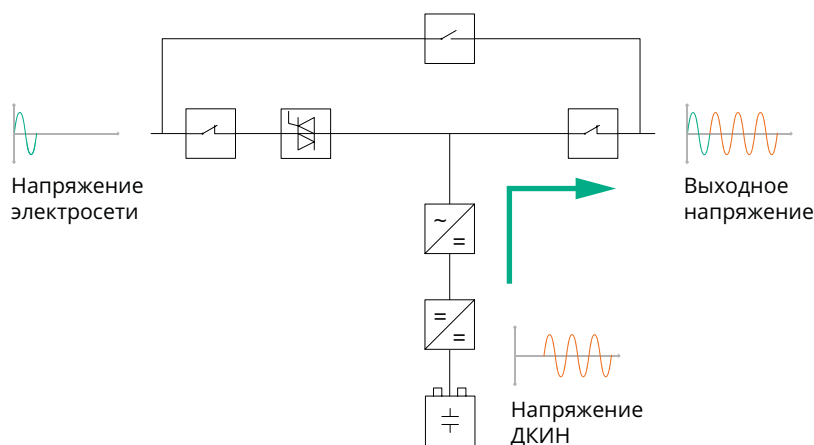 Напряжение
электросети
Выходное
напряжение
~
=
=
=
Напряжение
ДКИН